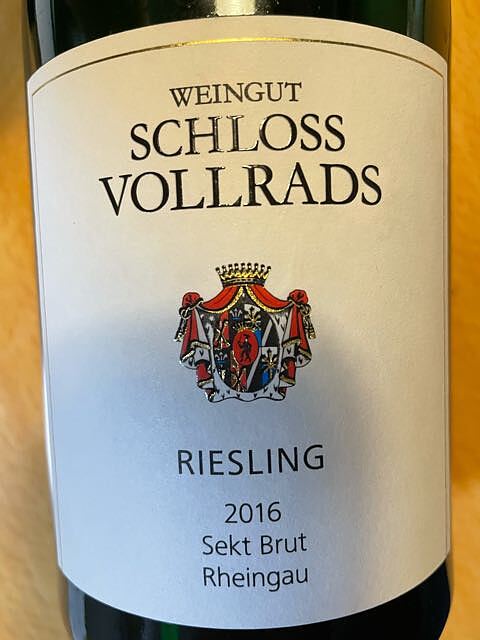 WEINGUT
SCHLOSS
VOLLRADS
RIESLING
2016
Sekt Brut
Rheingau